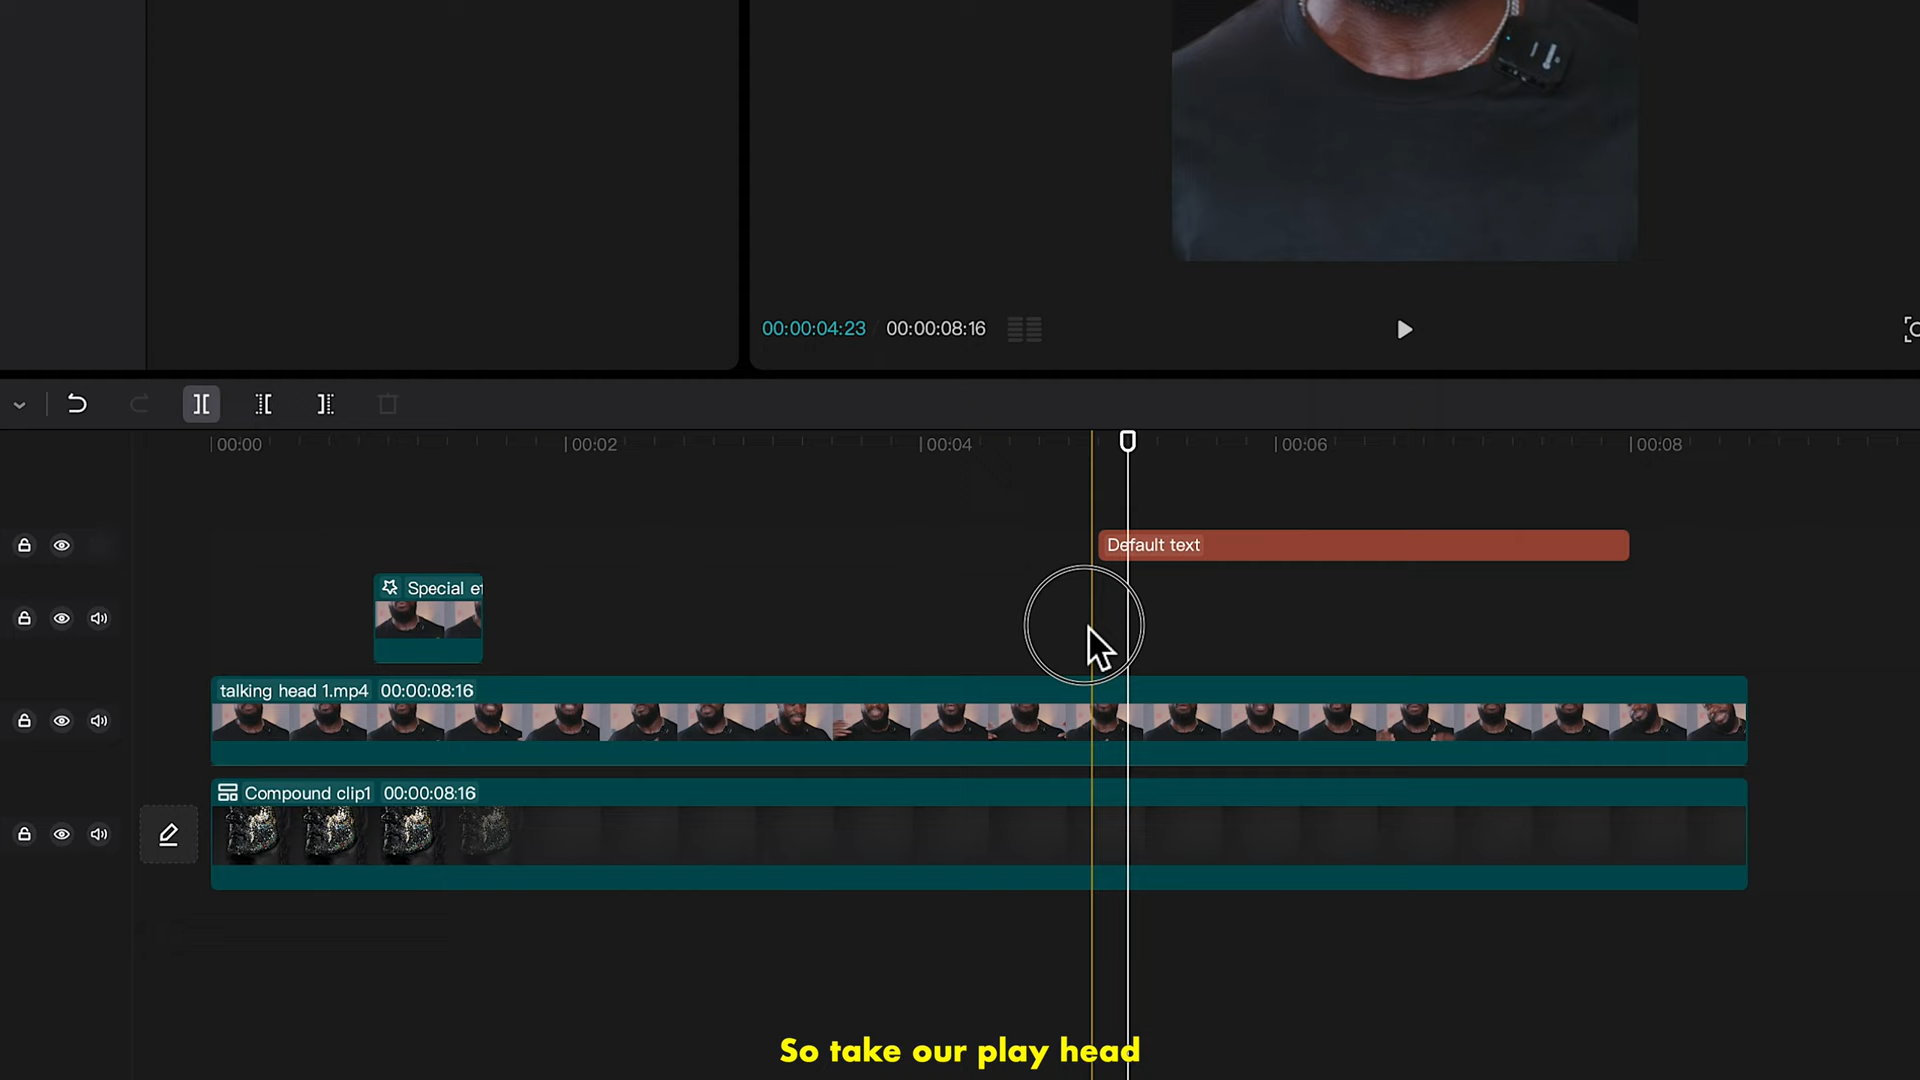 00:00:04:23 00:00:08:16
00:00 00:02 00:04 00:06 00:08
Default text
Special ef
talking head 1.mp4 00:00:08:16
Compound clip1 00:00:08:16
So take our play head